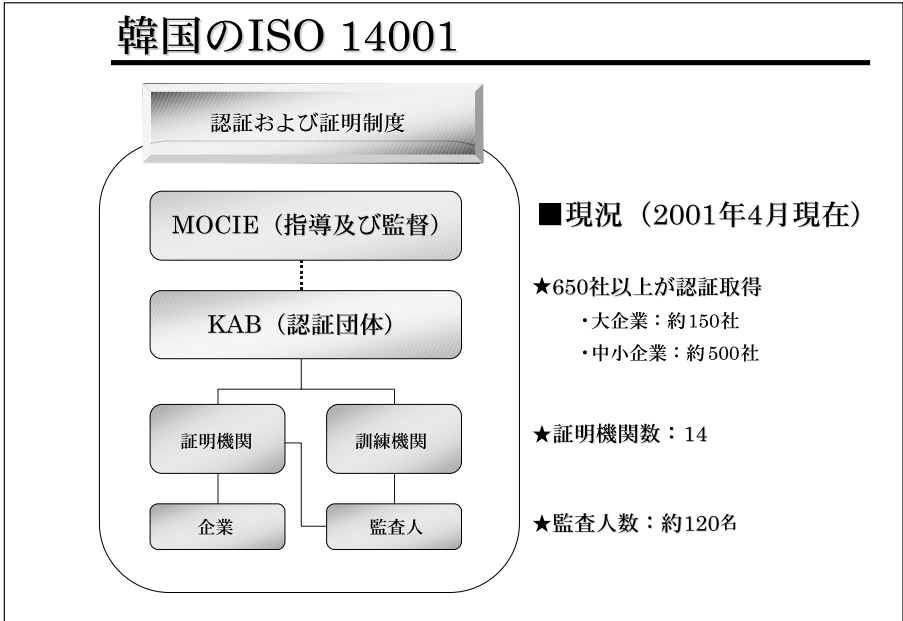 韓国のISO 14001
認証および証明制度
MOCIE（指導及び監督）
KAB（認証団体）
証明機関
訓練機関
企業
監査人
■現況（2001年4月現在）
★650社以上が認証取得
・大企業：約150社
・中小企業：約500社
★証明機関数：14
★監査人数：約120名